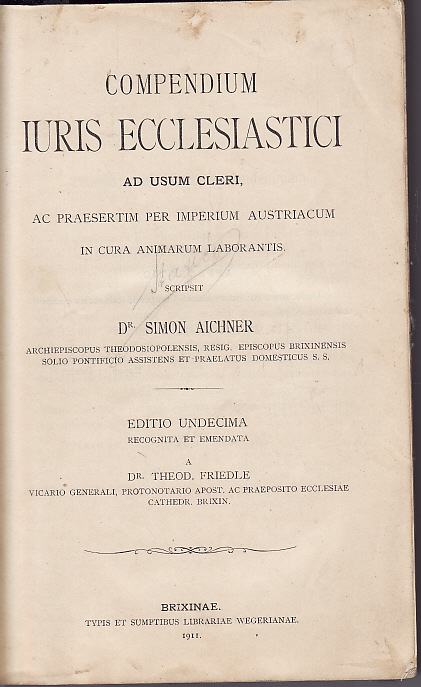 COMPENDIUM
IURIS ECCLESIASTICI
AD USUM CLERI,
AC PRAESERTIM PER IMPERIUM AUSTRIACUM
IN CURA ANIMARUM LABORANTIS.
SCRIPSIT
DR. SIMON AICHNER
ARCHIEPISCOPUS THEODOSIOPOLENSIS, RESIG. EPISCOPUS BRIXINENSIS
SOLIO PONTIFICIO ASSISTENS ET PRAELATUS DOMESTICUS S. S.
EDITIO UNDECIMA
RECOGNITA ET EMENDATA
A
DR. THEOD. FRIEDLE
VICARIO GENERALI, PROTONOTARIO APOST. AC PRAEPOSITO ECCLESIAE
CATHEDR. BRIXIN.
BRIXINAE.
TYPIS ET SUMPTIBUS LIBRARIAE WEGERIANAE.
1911.